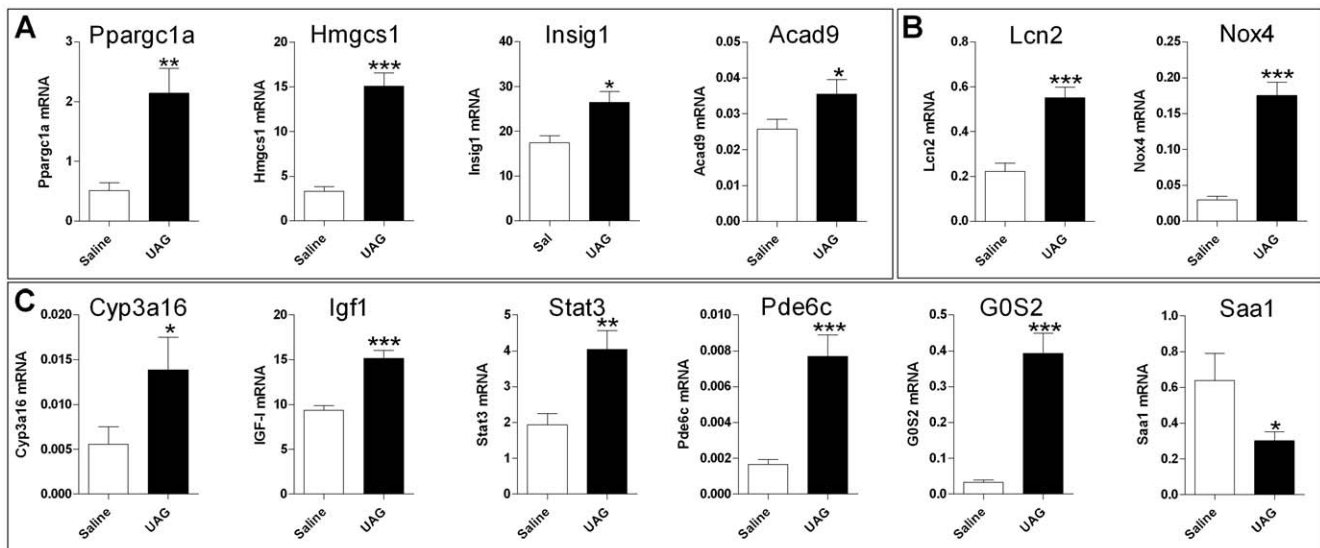 A
Ppargc1a
Ppargc1a mRNA
3
2
1
0
**
Saline
UAG
Hmgcs1
Hmgcs1 mRNA
20
15
10
5
0
***
Saline
UAG
Insig1
Insig1 mRNA
40
30
20
10
0
*
Sal
UAG
Acad9
Acad9 mRNA
0.05
0.04
0.03
0.02
0.01
0.00
*
Saline
UAG
B
Lcn2
Lcn2 mRNA
0.8
0.6
0.4
0.2
0.0
***
Saline
UAG
Nox4
Nox4 mRNA
0.25
0.20
0.15
0.10
0.05
0.00
***
Saline
UAG
C
Cyp3a16
Cyp3a16 mRNA
0.020
0.015
0.010
0.005
0.000
*
Saline
UAG
Igf1
IGF-I mRNA
20
15
10
5
0
***
Saline
UAG
Stat3
Stat3 mRNA
5
4
3
2
1
0
**
Saline
UAG
Pde6c
Pde6c mRNA
0.010
0.008
0.006
0.004
0.002
0.000
***
Saline
UAG
G0S2
G0S2 mRNA
0.5
0.4
0.3
0.2
0.1
0.0
***
Saline
UAG
Saa1
Saa1 mRNA
1.0
0.8
0.6
0.4
0.2
0.0
*
Saline
UAG